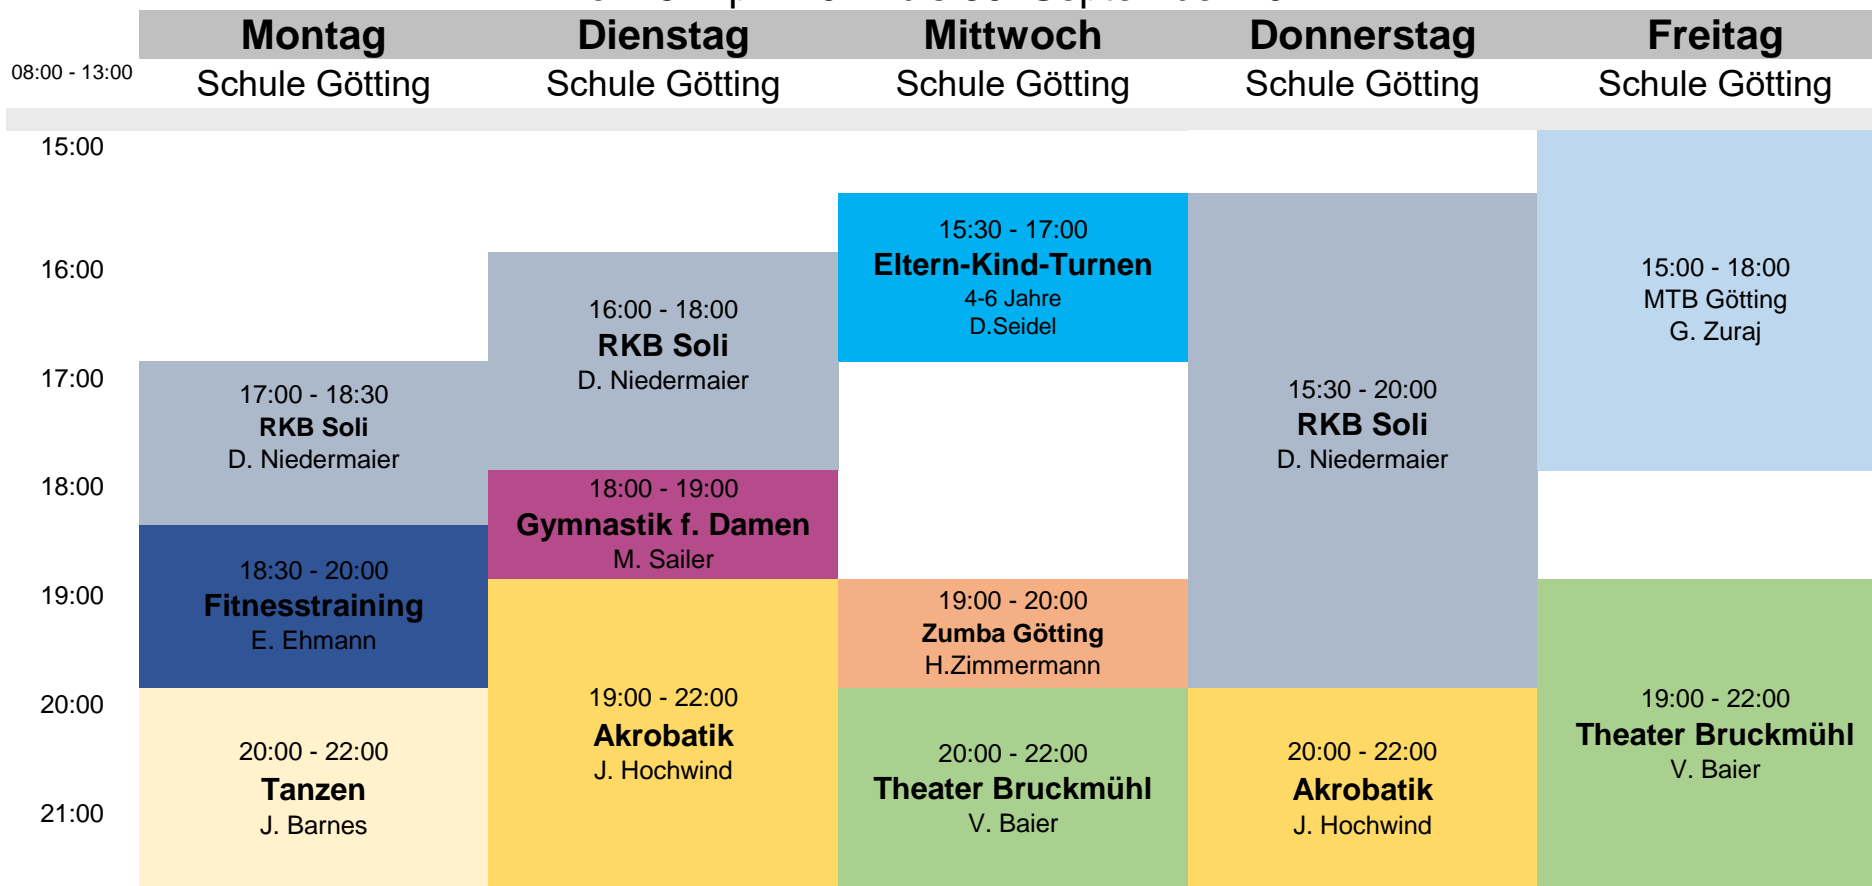 Montag Dienstag Mittwoch Donnerstag Freitag
08:00 - 13:00 Schule Götting Schule Götting Schule Götting Schule Götting Schule Götting
15:00
16:00
17:00
18:00
19:00
20:00
21:00
17:00 - 18:30
RKB Soli
D. Niedermaier
18:30 - 20:00
Fitnesstraining
E. Ehmann
20:00 - 22:00
Tanzen
J. Barnes
16:00 - 18:00
RKB Soli
D. Niedermaier
18:00 - 19:00
Gymnastik f. Damen
M. Sailer
19:00 - 22:00
Akrobatik
J. Hochwind
15:30 - 17:00
Eltern-Kind-Turnen
4-6 Jahre
D.Seidel
19:00 - 20:00
Zumba Götting
H.Zimmermann
20:00 - 22:00
Theater Bruckmühl
V. Baier
15:30 - 20:00
RKB Soli
D. Niedermaier
20:00 - 22:00
Akrobatik
J. Hochwind
15:00 - 18:00
MTB Götting
G. Zuraj
19:00 - 22:00
Theater Bruckmühl
V. Baier